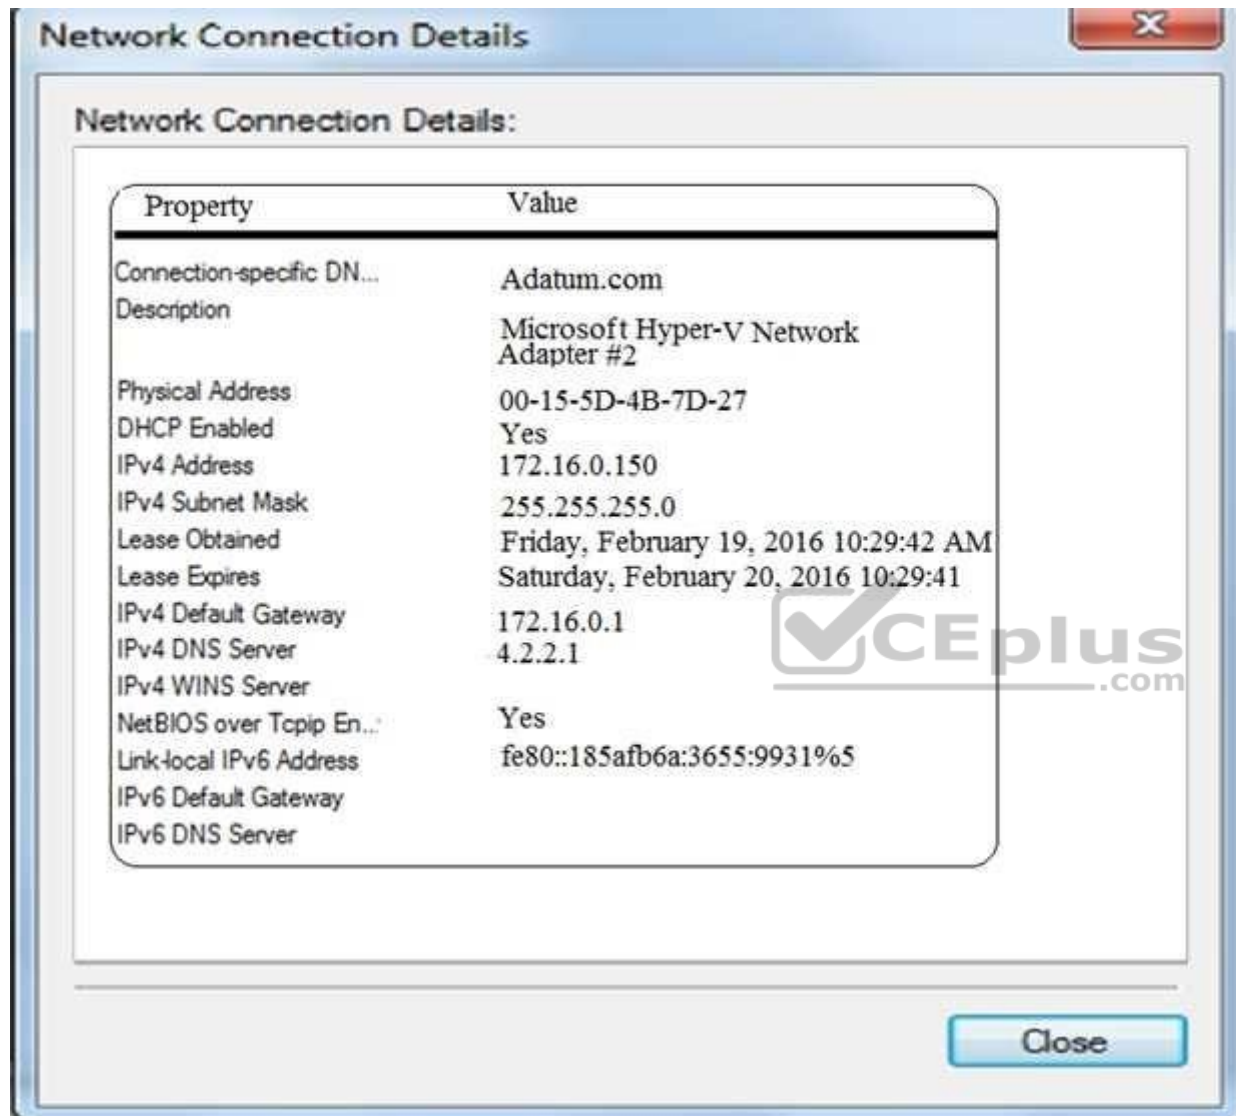 Network Connection Details
Network Connection Details:
Property Value
Connection-specific DN... Adatum.com
Description Microsoft Hyper-V Network
Adapter #2
Physical Address 00-15-5D-4B-7D-27
DHCP Enabled Yes
IPv4 Address 172.16.0.150
IPv4 Subnet Mask 255.255.255.0
Lease Obtained Friday, February 19, 2016 10:29:42 AM
Lease Expires Saturday, February 20, 2016 10:29:41
IPv4 Default Gateway 172.16.0.1
IPv4 DNS Server 4.2.2.1
IPv4 WINS Server
NetBIOS over Tcpip En... Yes
Link-local IPv6 Address fe80::185afb6a:3655:9931%5
IPv6 Default Gateway
IPv6 DNS Server
CEplus
.com
Close